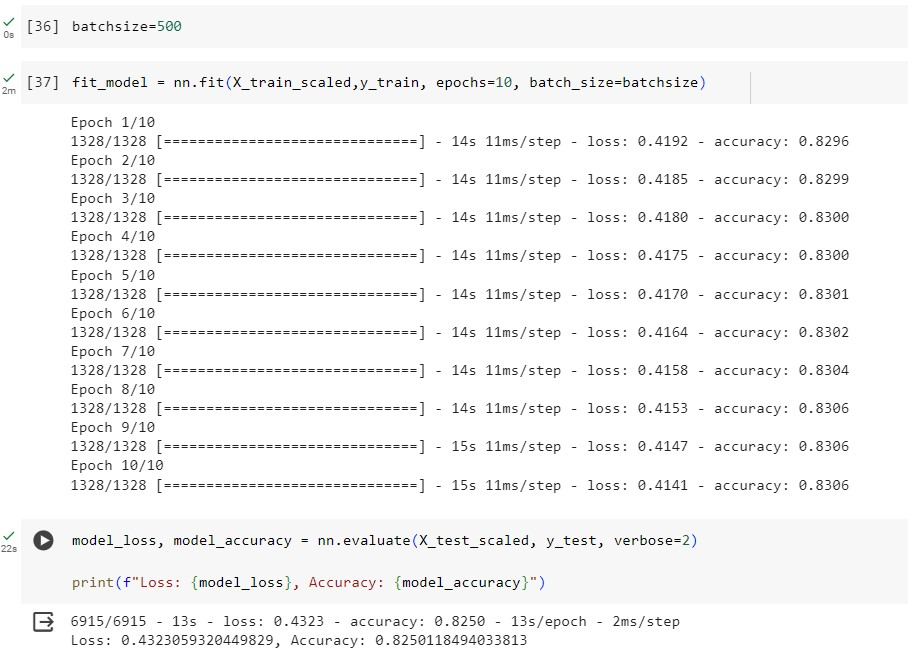 [36] batchsize=500
0s
[37] fit_model = nn.fit(X_train_scaled,y_train, epochs=10, batch_size=batchsize)
2m
Epoch 1/10
1328/1328 [==============================] - 14s 11ms/step - loss: 0.4192 - accuracy: 0.8296
Epoch 2/10
1328/1328 [==============================] - 14s 11ms/step - loss: 0.4185 - accuracy: 0.8299
Epoch 3/10
1328/1328 [==============================] - 14s 11ms/step - loss: 0.4180 - accuracy: 0.8300
Epoch 4/10
1328/1328 [==============================] - 14s 11ms/step - loss: 0.4175 - accuracy: 0.8300
Epoch 5/10
1328/1328 [==============================] - 14s 11ms/step - loss: 0.4170 - accuracy: 0.8301
Epoch 6/10
1328/1328 [==============================] - 14s 11ms/step - loss: 0.4164 - accuracy: 0.8302
Epoch 7/10
1328/1328 [==============================] - 14s 11ms/step - loss: 0.4158 - accuracy: 0.8304
Epoch 8/10
1328/1328 [==============================] - 14s 11ms/step - loss: 0.4153 - accuracy: 0.8306
Epoch 9/10
1328/1328 [==============================] - 15s 11ms/step - loss: 0.4147 - accuracy: 0.8306
Epoch 10/10
1328/1328 [==============================] - 15s 11ms/step - loss: 0.4141 - accuracy: 0.8306
model_loss, model_accuracy = nn.evaluate(X_test_scaled, y_test, verbose=2)
22s
print(f"Loss: {model_loss}, Accuracy: {model_accuracy}")
6915/6915 - 13s - loss: 0.4323 - accuracy: 0.8250 - 13s/epoch - 2ms/step
Loss: 0.4323059320449829, Accuracy: 0.8250118494033813